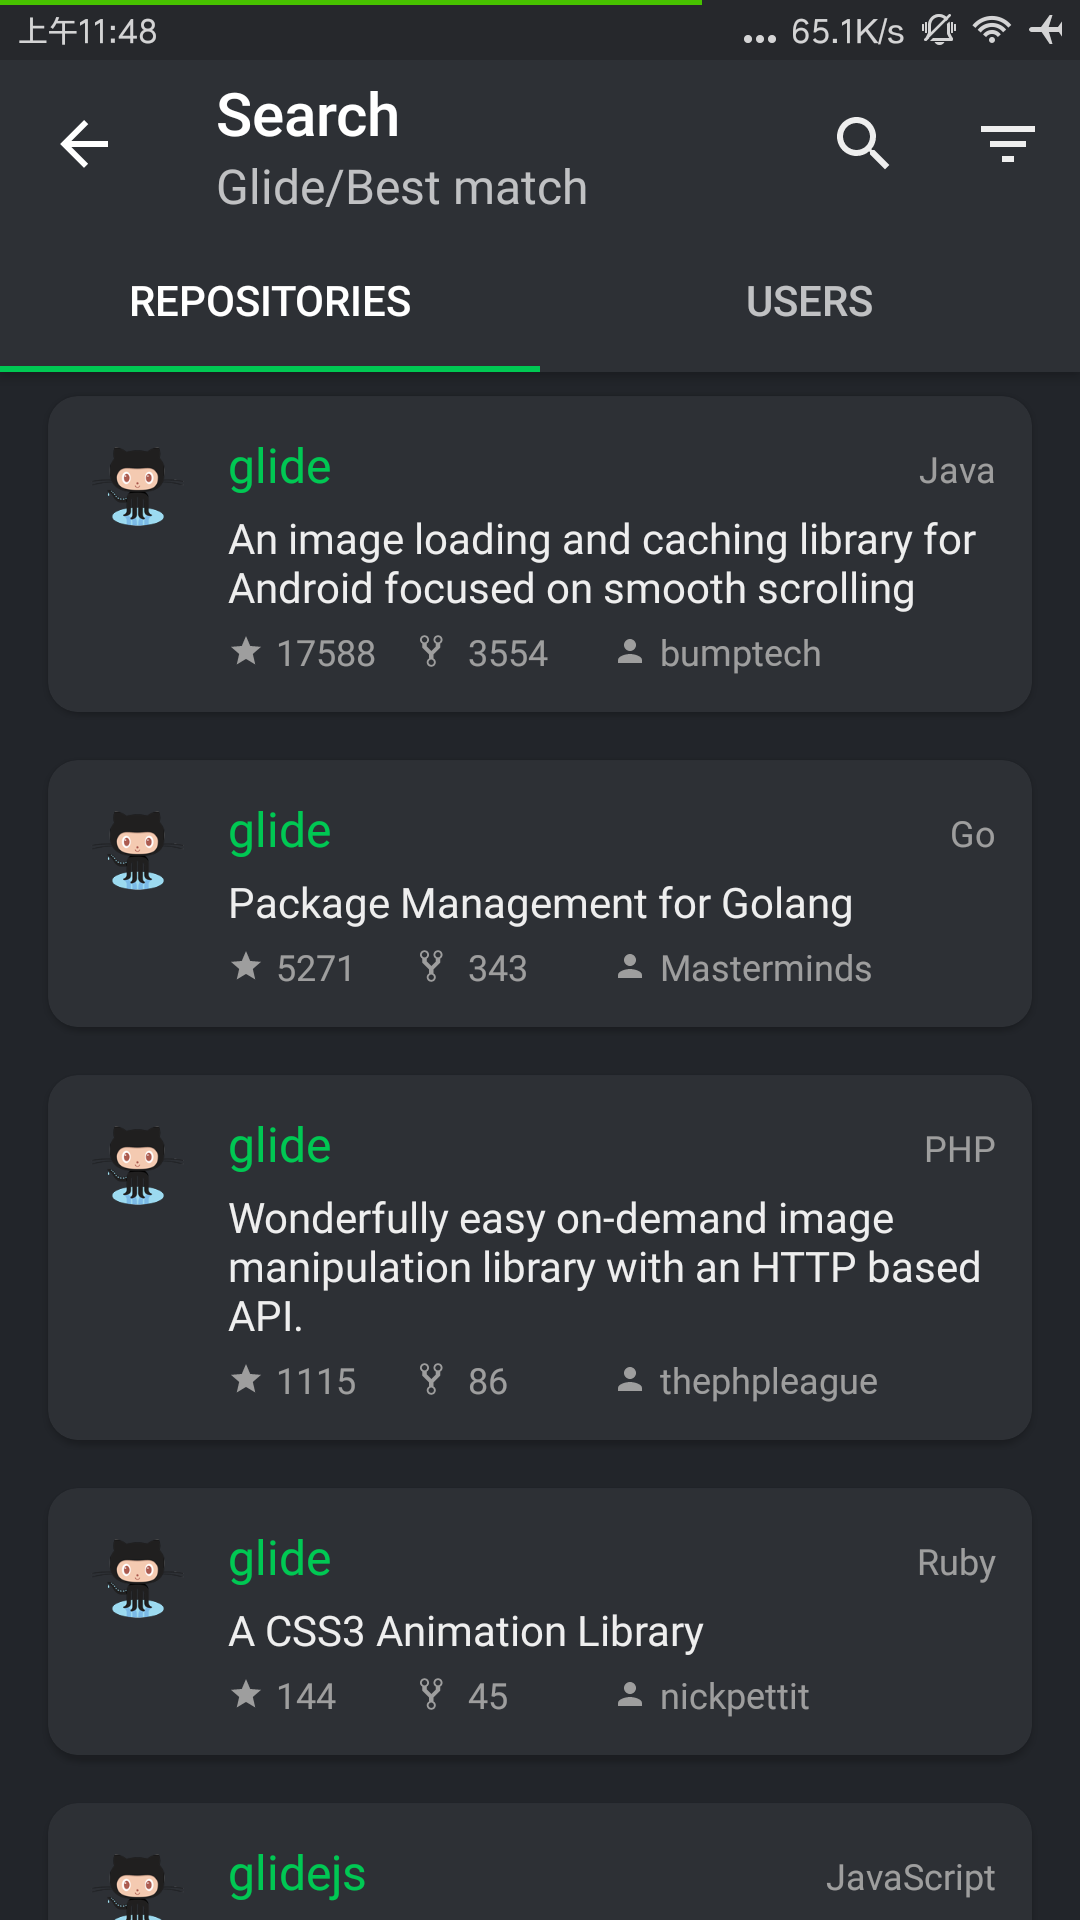 上午11:48
... 65.1K/s
Search
Glide/Best match
REPOSITORIES
USERS
glide
Java
An image loading and caching library for
Android focused on smooth scrolling
17588 3554 bumptech
glide
Go
Package Management for Golang
5271 343 Masterminds
glide
PHP
Wonderfully easy on-demand image
manipulation library with an HTTP based
API.
1115 86 thephpleague
glide
Ruby
A CSS3 Animation Library
144 45 nickpettit
glidejs
JavaScript